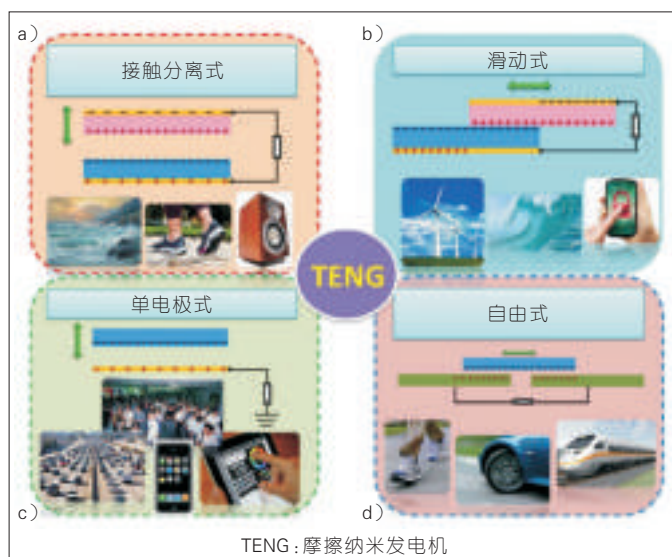 a）
接触分离式
b）
滑动式
TENG
单电极式
自由式
c）
d）
TENG：摩擦纳米发电机